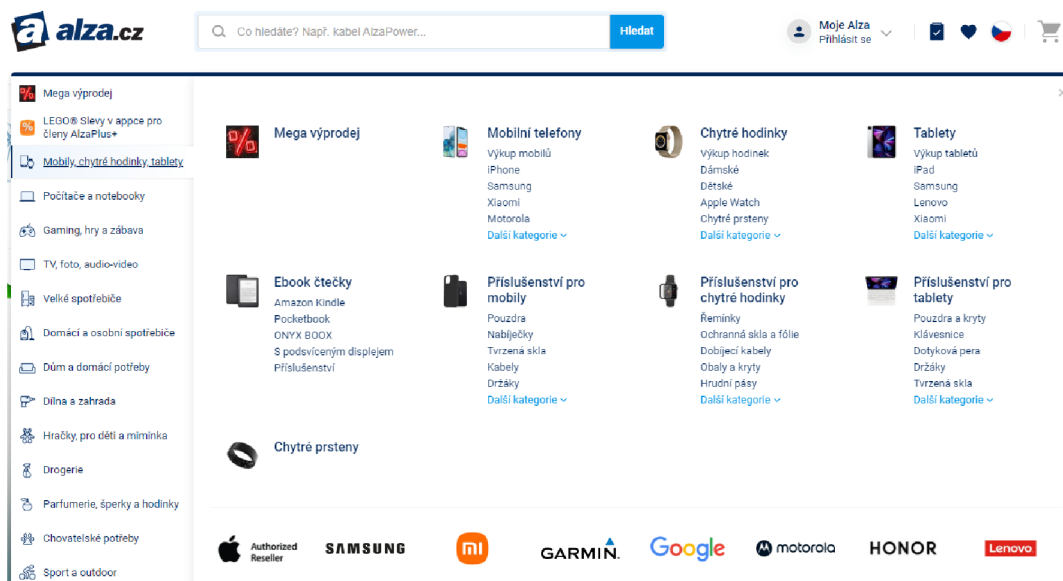 alza.cz
Co hledáte? Např. kabel AlzaPower...
Hledat
Moje Alza
Přihlásit se
Mega výprodej
LEGO® Slevy v appce pro
členy AlzaPlus+
Mobily, chytré hodinky, tablety
Počítače a notebooky
Gaming, hry a zábava
TV, foto, audio-video
Velké spotřebiče
Domácí a osobní spotřebiče
Dům a domácí potřeby
Dílna a zahrada
Hračky, pro děti a miminka
Drogerie
Parfumerie, šperky a hodinky
Chovatelské potřeby
Sport a outdoor
Mega výprodej
Mobilní telefony
Výkup mobilů
iPhone
Samsung
Xiaomi
Motorola
Další kategorie
Chytré hodinky
Výkup hodinek
Dámské
Dětské
Apple Watch
Chytré prsteny
Další kategorie
Tablety
Výkup tabletů
iPad
Samsung
Lenovo
Xiaomi
Další kategorie
Ebook čtečky
Amazon Kindle
Pocketbook
ONYX BOOX
S podsvíceným displejem
Příslušenství
Příslušenství pro
mobily
Pouzdra
Nabíječky
Tvrzená skla
Kabely
Držáky
Další kategorie
Příslušenství pro
chytré hodinky
Řemínky
Ochranná skla a fólie
Dobíjecí kabely
Obaly a kryty
Hrudní pásy
Další kategorie
Příslušenství pro
tablety
Pouzdra a kryty
Klávesnice
Dotyková pera
Držáky
Tvrzená skla
Další kategorie
Chytré prsteny
Authorized
Reseller
SAMSUNG
GARMIN.
Google
motorola
HONOR
Lenovo